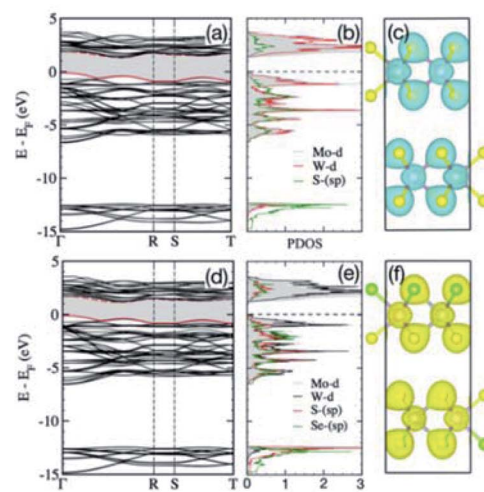 (a)
(b)
(c)
5
0
-5
-10
-15
E - E_F (eV)
Γ
R
S
T
Mo-d
W-d
S-(sp)
PDOS
(d)
(e)
(f)
5
0
-5
-10
-15
E - E_F (eV)
Γ
R
S
T
Mo-d
W-d
S-(sp)
Se-(sp)
0
1
2
3